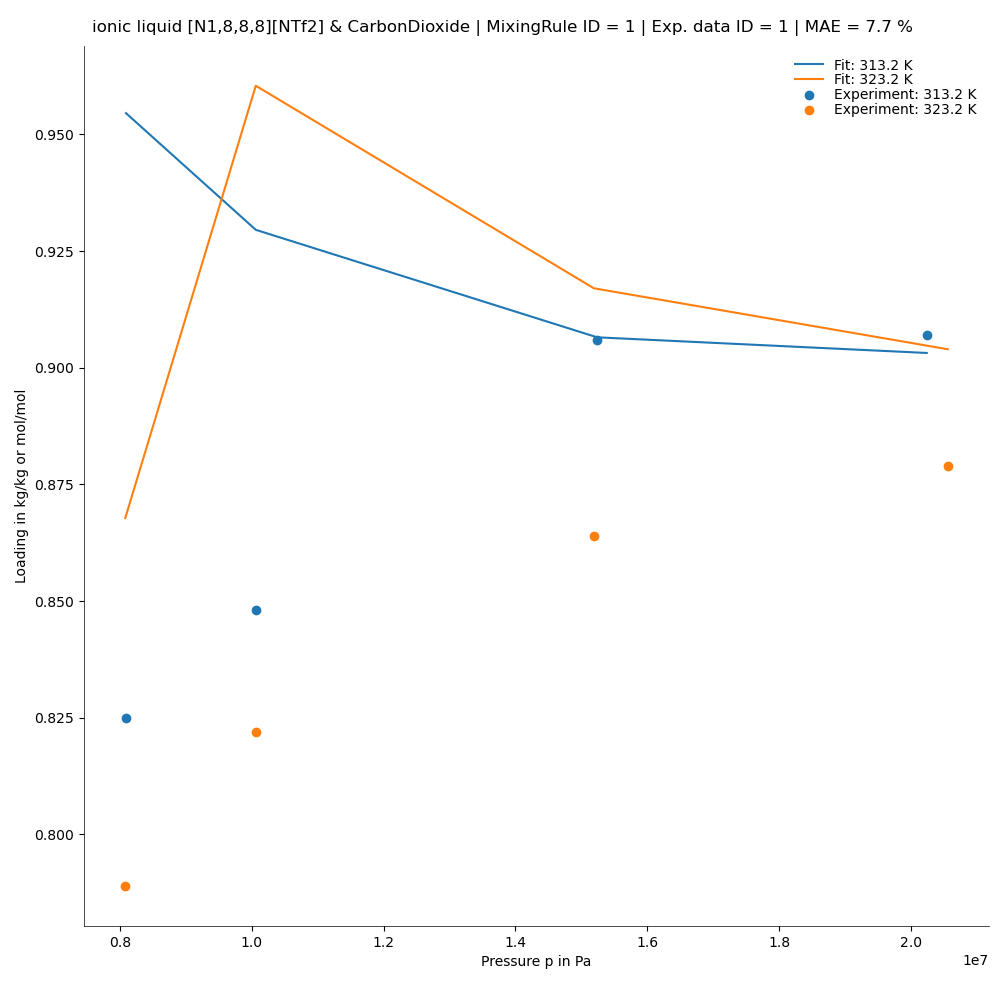 ionic liquid [N1,8,8,8][NTf2] & CarbonDioxide | MixingRule ID = 1 | Exp. data ID = 1 | MAE = 7.7 %
Fit: 313.2 K
Fit: 323.2 K
Experiment: 313.2 K
Experiment: 323.2 K
0.950
0.925
0.900
0.875
0.850
0.825
0.800
Loading in kg/kg or mol/mol
0.8
1.0
1.2
1.4
1.6
1.8
2.0
1e7
Pressure p in Pa